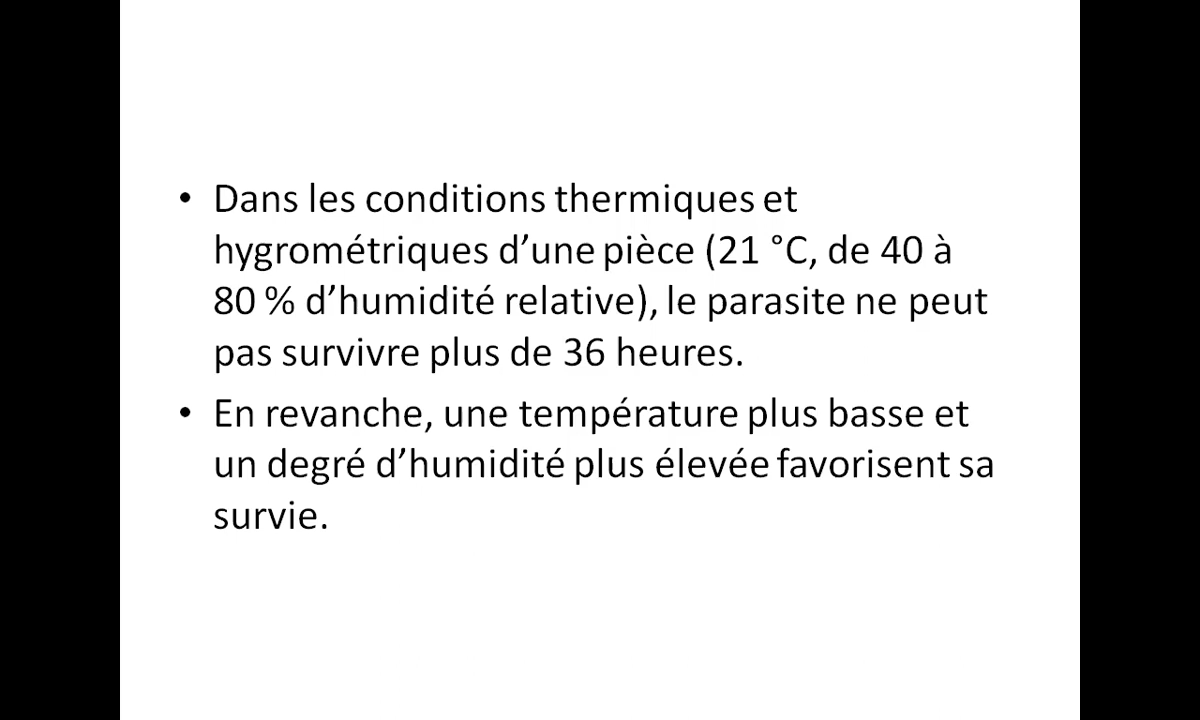 • Dans les conditions thermiques et
hygrométriques d’une pièce (21 °C, de 40 à
80 % d’humidité relative), le parasite ne peut
pas survivre plus de 36 heures.
• En revanche, une température plus basse et
un degré d’humidité plus élevée favorisent sa
survie.